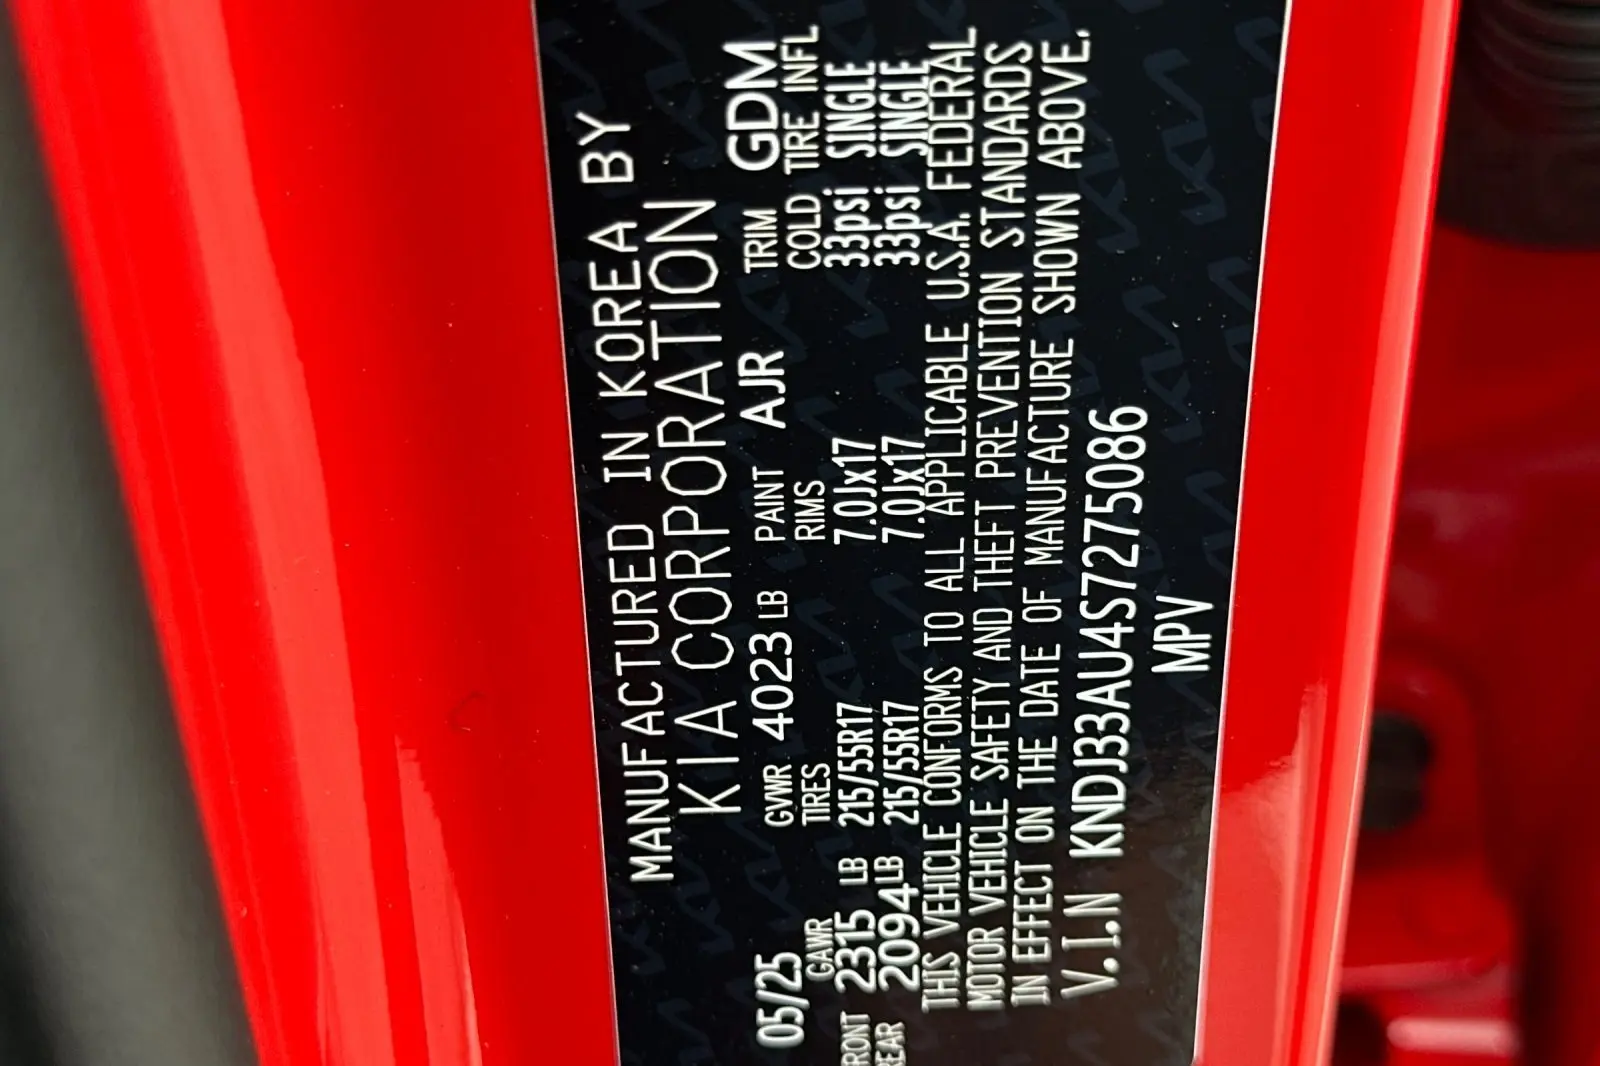 MANUFACTURED IN KOREA BY
KIA CORPORATION
05/25 GVWR 4023 LB PAINT AJR TRIM GDM
GAWR TIRES RIMS COLD TIRE INFL
RONT 2315 LB 215/55R17 7.0Jx17 33psi SINGLE
REAR 2094 LB 215/55R17 7.0Jx17 33psi SINGLE
THIS VEHICLE CONFORMS TO ALL APPLICABLE U.S.A. FEDERAL
MOTOR VEHICLE SAFETY AND THEFT PREVENTION STANDARDS
IN EFFECT ON THE DATE OF MANUFACTURE SHOWN ABOVE.
V.I.N KNDJ33AU4S7275086
MPV